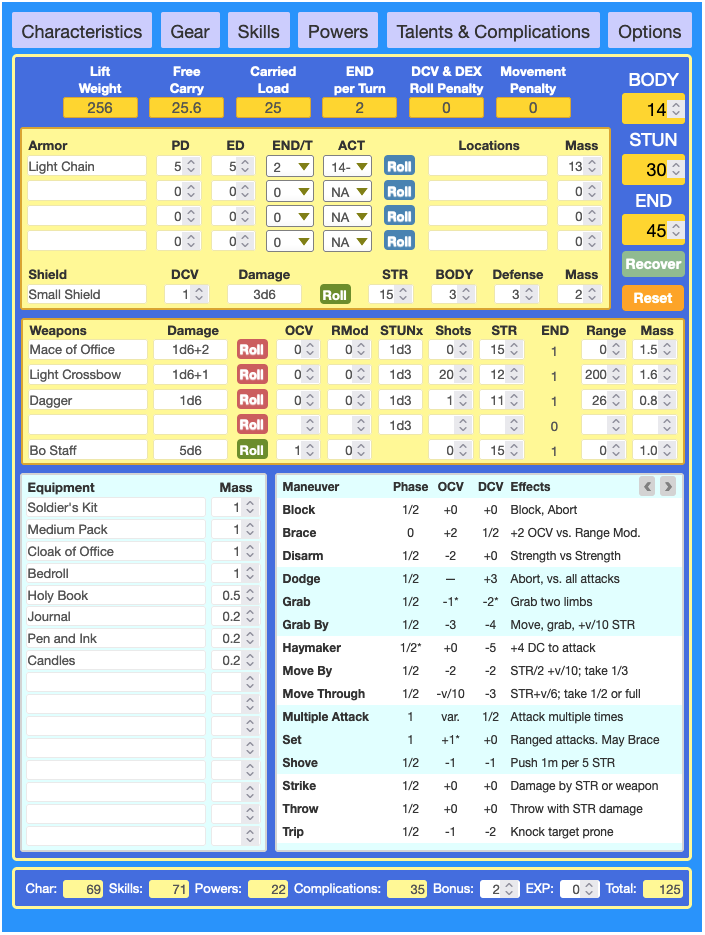 Characteristics Gear Skills Powers Talents & Complications Options
Lift Weight Free Carry Carried Load END per Turn DCV & DEX Roll Penalty Movement Penalty
256 25.6 25 2 0 0
BODY
14
STUN
30
END
45
Recover
Reset
Armor PD ED END/T ACT Locations Mass
Light Chain 5 5 2 14- Roll 13
0 0 0 NA Roll 0
0 0 0 NA Roll 0
0 0 0 NA Roll 0
Shield DCV Damage STR BODY Defense Mass
Small Shield 1 3d6 Roll 15 3 3 2
Weapons Damage OCV RMod STUNx Shots STR END Range Mass
Mace of Office 1d6+2 Roll 0 0 1d3 0 15 1 0 1.5
Light Crossbow 1d6+1 Roll 0 0 1d3 20 12 1 200 1.6
Dagger 1d6 Roll 0 0 1d3 1 11 1 26 0.8
Roll 1d3 0
Bo Staff 5d6 Roll 1 0 0 15 1 0 1.0
Equipment Mass
Soldier's Kit 1
Medium Pack 1
Cloak of Office 1
Bedroll 1
Holy Book 0.5
Journal 0.2
Pen and Ink 0.2
Candles 0.2
Maneuver Phase OCV DCV Effects < >
Block 1/2 +0 +0 Block, Abort
Brace 0 +2 1/2 +2 OCV vs. Range Mod.
Disarm 1/2 -2 +0 Strength vs Strength
Dodge 1/2 — +3 Abort, vs. all attacks
Grab 1/2 -1* -2* Grab two limbs
Grab By 1/2 -3 -4 Move, grab, +v/10 STR
Haymaker 1/2* +0 -5 +4 DC to attack
Move By 1/2 -2 -2 STR/2 +v/10; take 1/3
Move Through 1/2 -v/10 -3 STR+v/6; take 1/2 or full
Multiple Attack 1 var. 1/2 Attack multiple times
Set 1 +1* +0 Ranged attacks. May Brace
Shove 1/2 -1 -1 Push 1m per 5 STR
Strike 1/2 +0 +0 Damage by STR or weapon
Throw 1/2 +0 +0 Throw with STR damage
Trip 1/2 -1 -2 Knock target prone
Char: 69 Skills: 71 Powers: 22 Complications: 35 Bonus: 2 EXP: 0 Total: 125